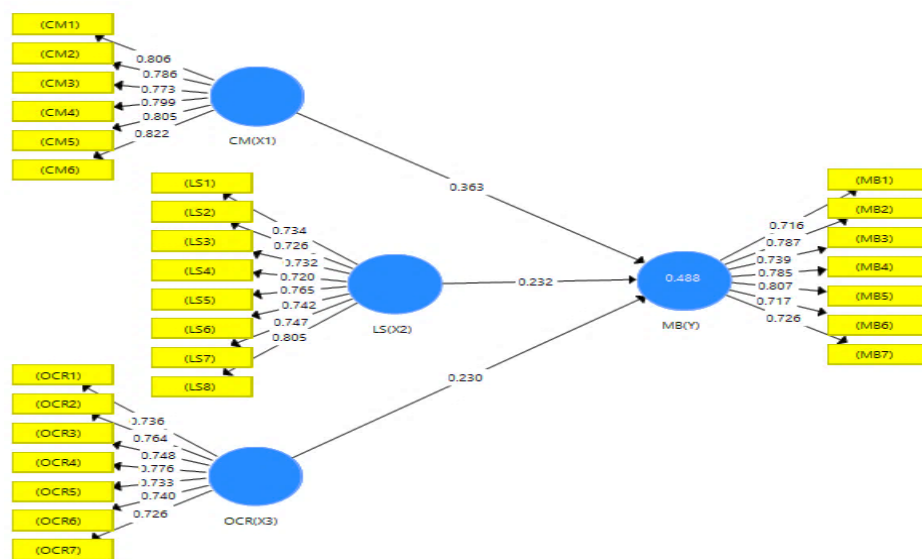 (CM1)
(CM2)
(CM3)
(CM4)
(CM5)
(CM6)
0.806
0.786
0.773
0.799
0.805
0.822
CM(X1)
0.363
(LS1)
(LS2)
(LS3)
(LS4)
(LS5)
(LS6)
(LS7)
(LS8)
0.734
0.726
0.732
0.720
0.765
0.742
0.747
0.805
LS(X2)
0.232
(OCR1)
(OCR2)
(OCR3)
(OCR4)
(OCR5)
(OCR6)
(OCR7)
0.736
0.764
0.748
0.776
0.733
0.740
0.726
OCR(X3)
0.230
0.488
MB(Y)
0.716
0.787
0.739
0.785
0.807
0.717
0.726
(MB1)
(MB2)
(MB3)
(MB4)
(MB5)
(MB6)
(MB7)